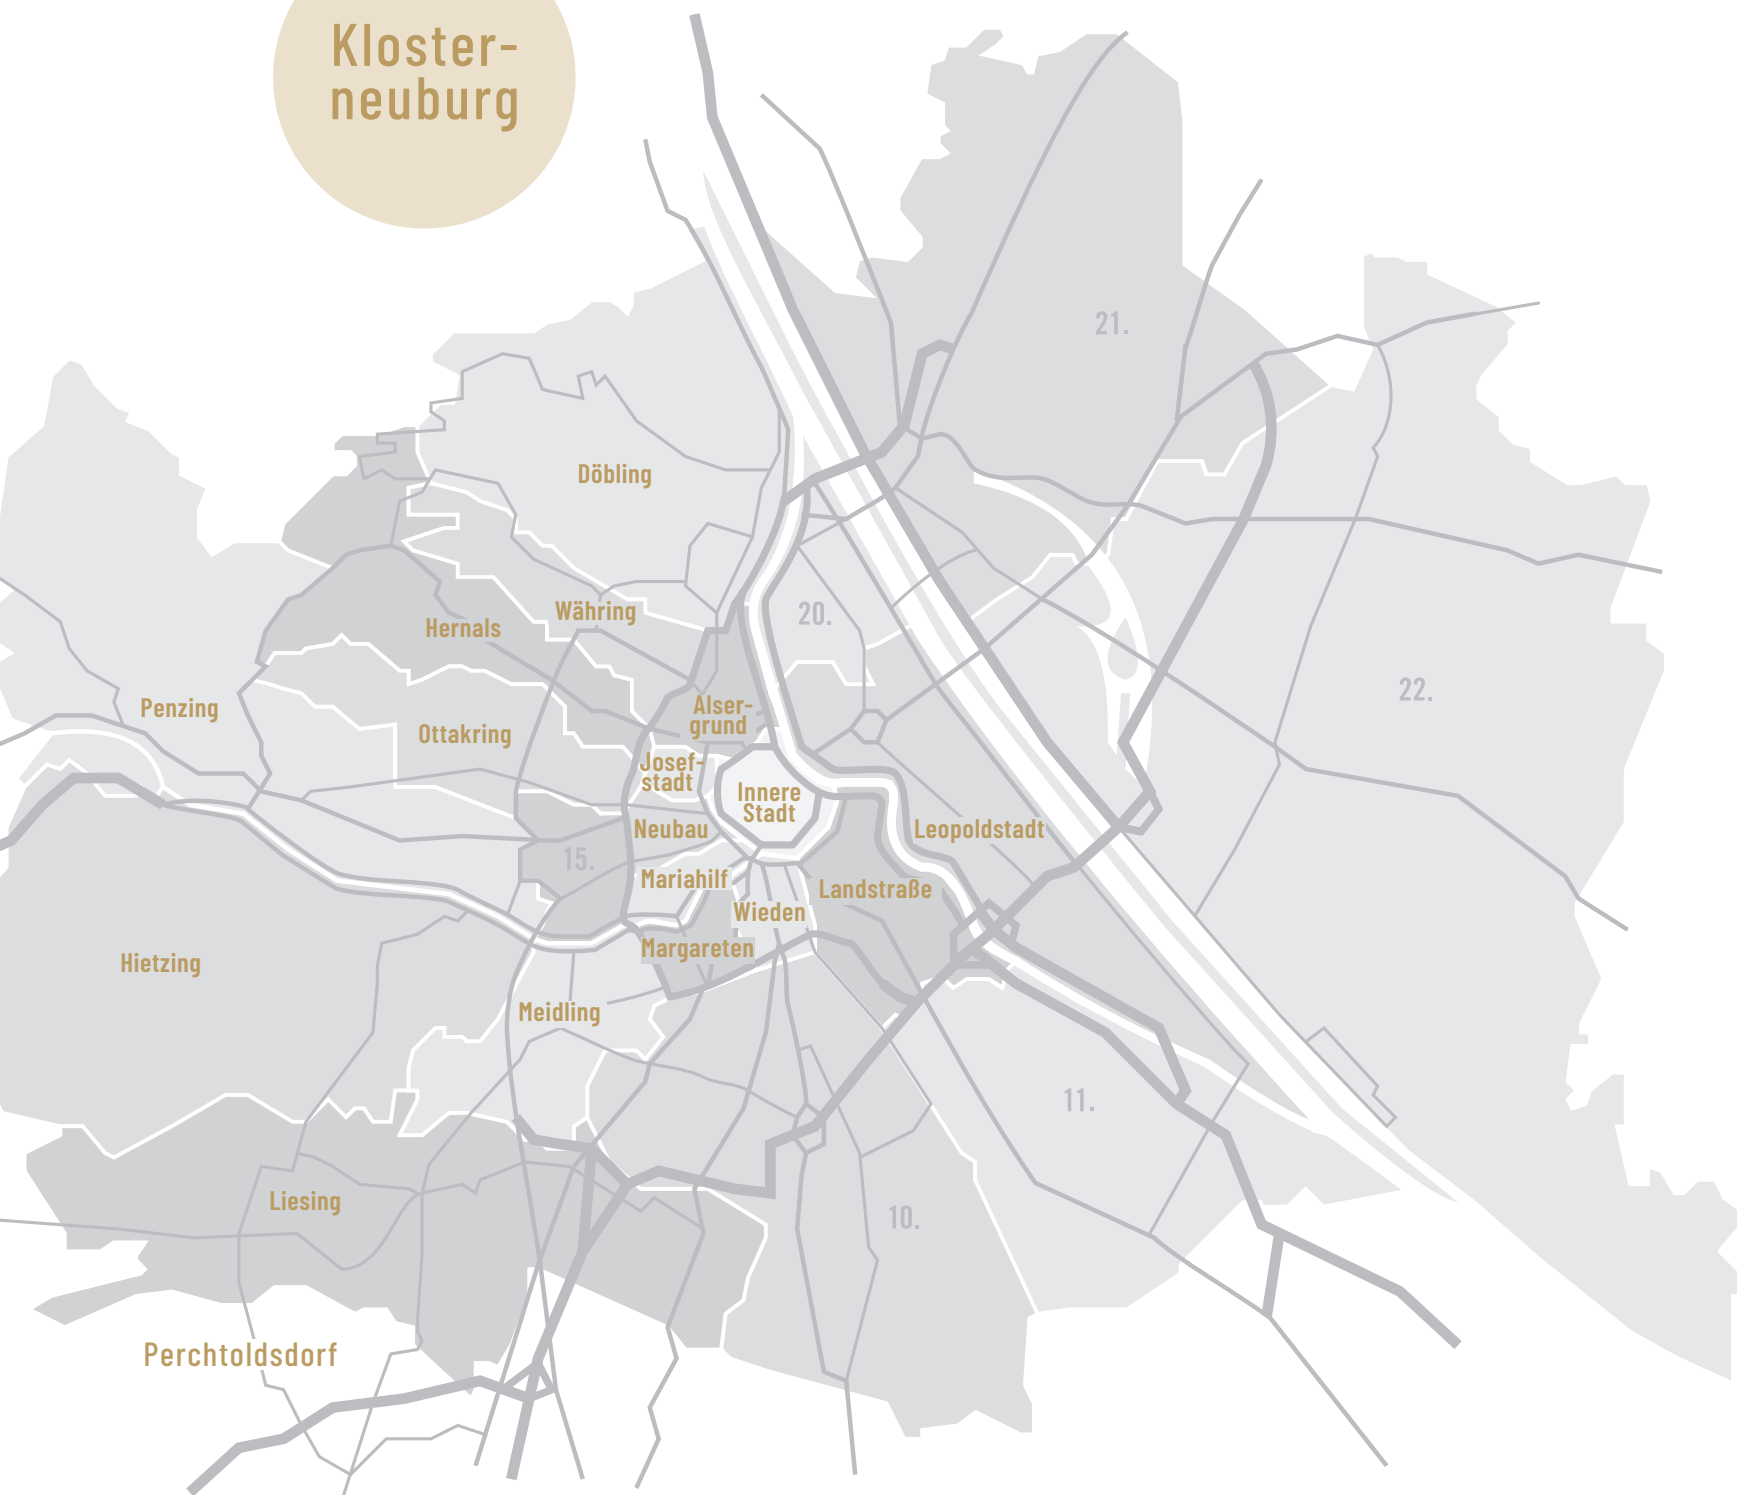 Kloster-
neuburg
21.
Döbling
Währing
20.
Hernals
22.
Penzing
Alser-
grund
Ottakring
Josef-
stadt
Innere
Stadt
Neubau
Leopoldstadt
15.
Mariahilf
Landstraße
Wieden
Margareten
Hietzing
Meidling
11.
Liesing
10.
Perchtoldsdorf